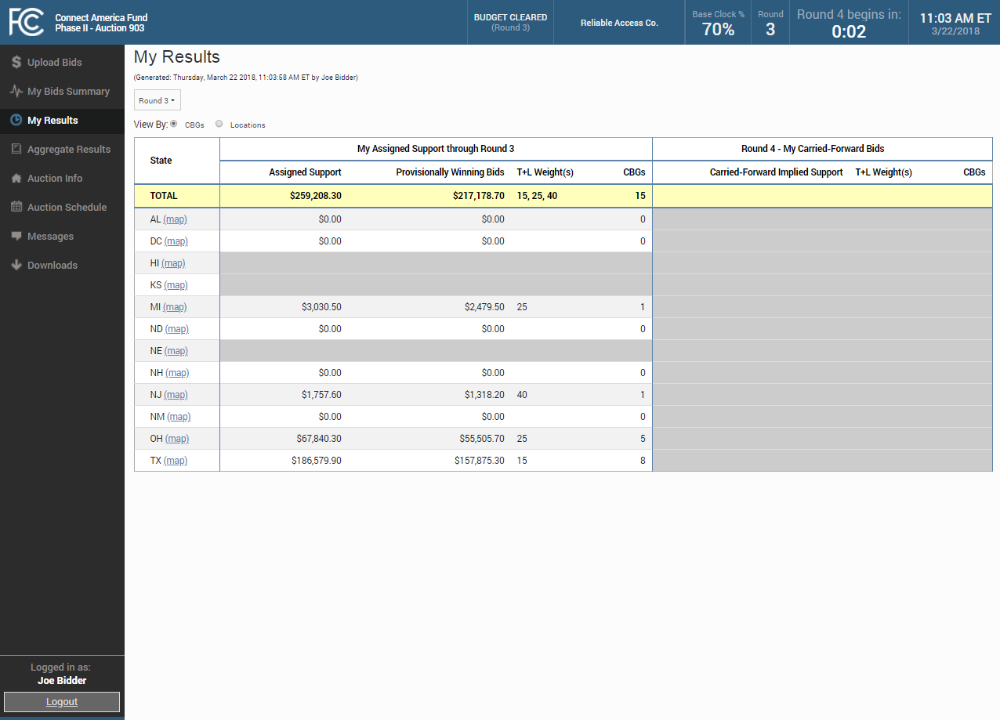 FCC
Connect America Fund
Phase II - Auction 903
BUDGET CLEARED
(Round 3)
Reliable Access Co.
Base Clock %
70%
Round
3
Round 4 begins in:
0:02
11:03 AM ET
3/22/2018
Upload Bids
My Bids Summary
My Results
Aggregate Results
Auction Info
Auction Schedule
Messages
Downloads
Logged in as:
Joe Bidder
Logout
My Results
(Generated: Thursday, March 22 2018, 11:03:58 AM ET by Joe Bidder)
Round 3
View By: CBGs Locations
State My Assigned Support through Round 3 Round 4 - My Carried-Forward Bids
Assigned Support Provisionally Winning Bids T+L Weight(s) CBGs Carried-Forward Implied Support T+L Weight(s) CBGs
TOTAL $259,208.30 $217,178.70 15, 25, 40 15
AL (map) $0.00 $0.00 0
DC (map) $0.00 $0.00 0
HI (map)
KS (map)
MI (map) $3,030.50 $2,479.50 25 1
ND (map) $0.00 $0.00 0
NE (map)
NH (map) $0.00 $0.00 0
NJ (map) $1,757.60 $1,318.20 40 1
NM (map) $0.00 $0.00 0
OH (map) $67,840.30 $55,505.70 25 5
TX (map) $186,579.90 $157,875.30 15 8